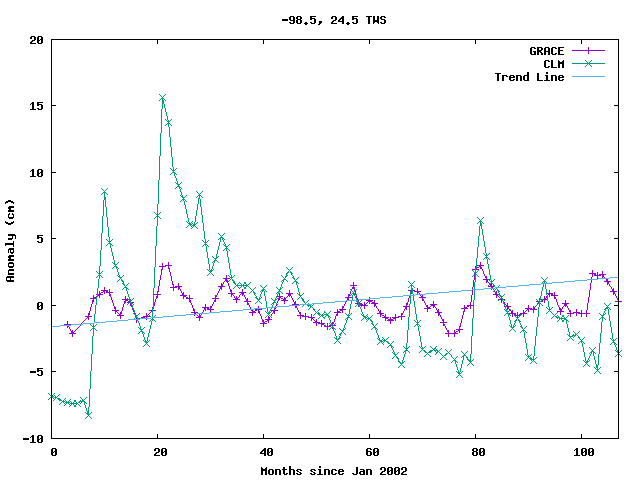 -98.5, 24.5 TWS
20
15
10
5
0
-5
-10
Anomaly (cm)
GRACE
CLM
Trend Line
0 20 40 60 80 100
Months since Jan 2002